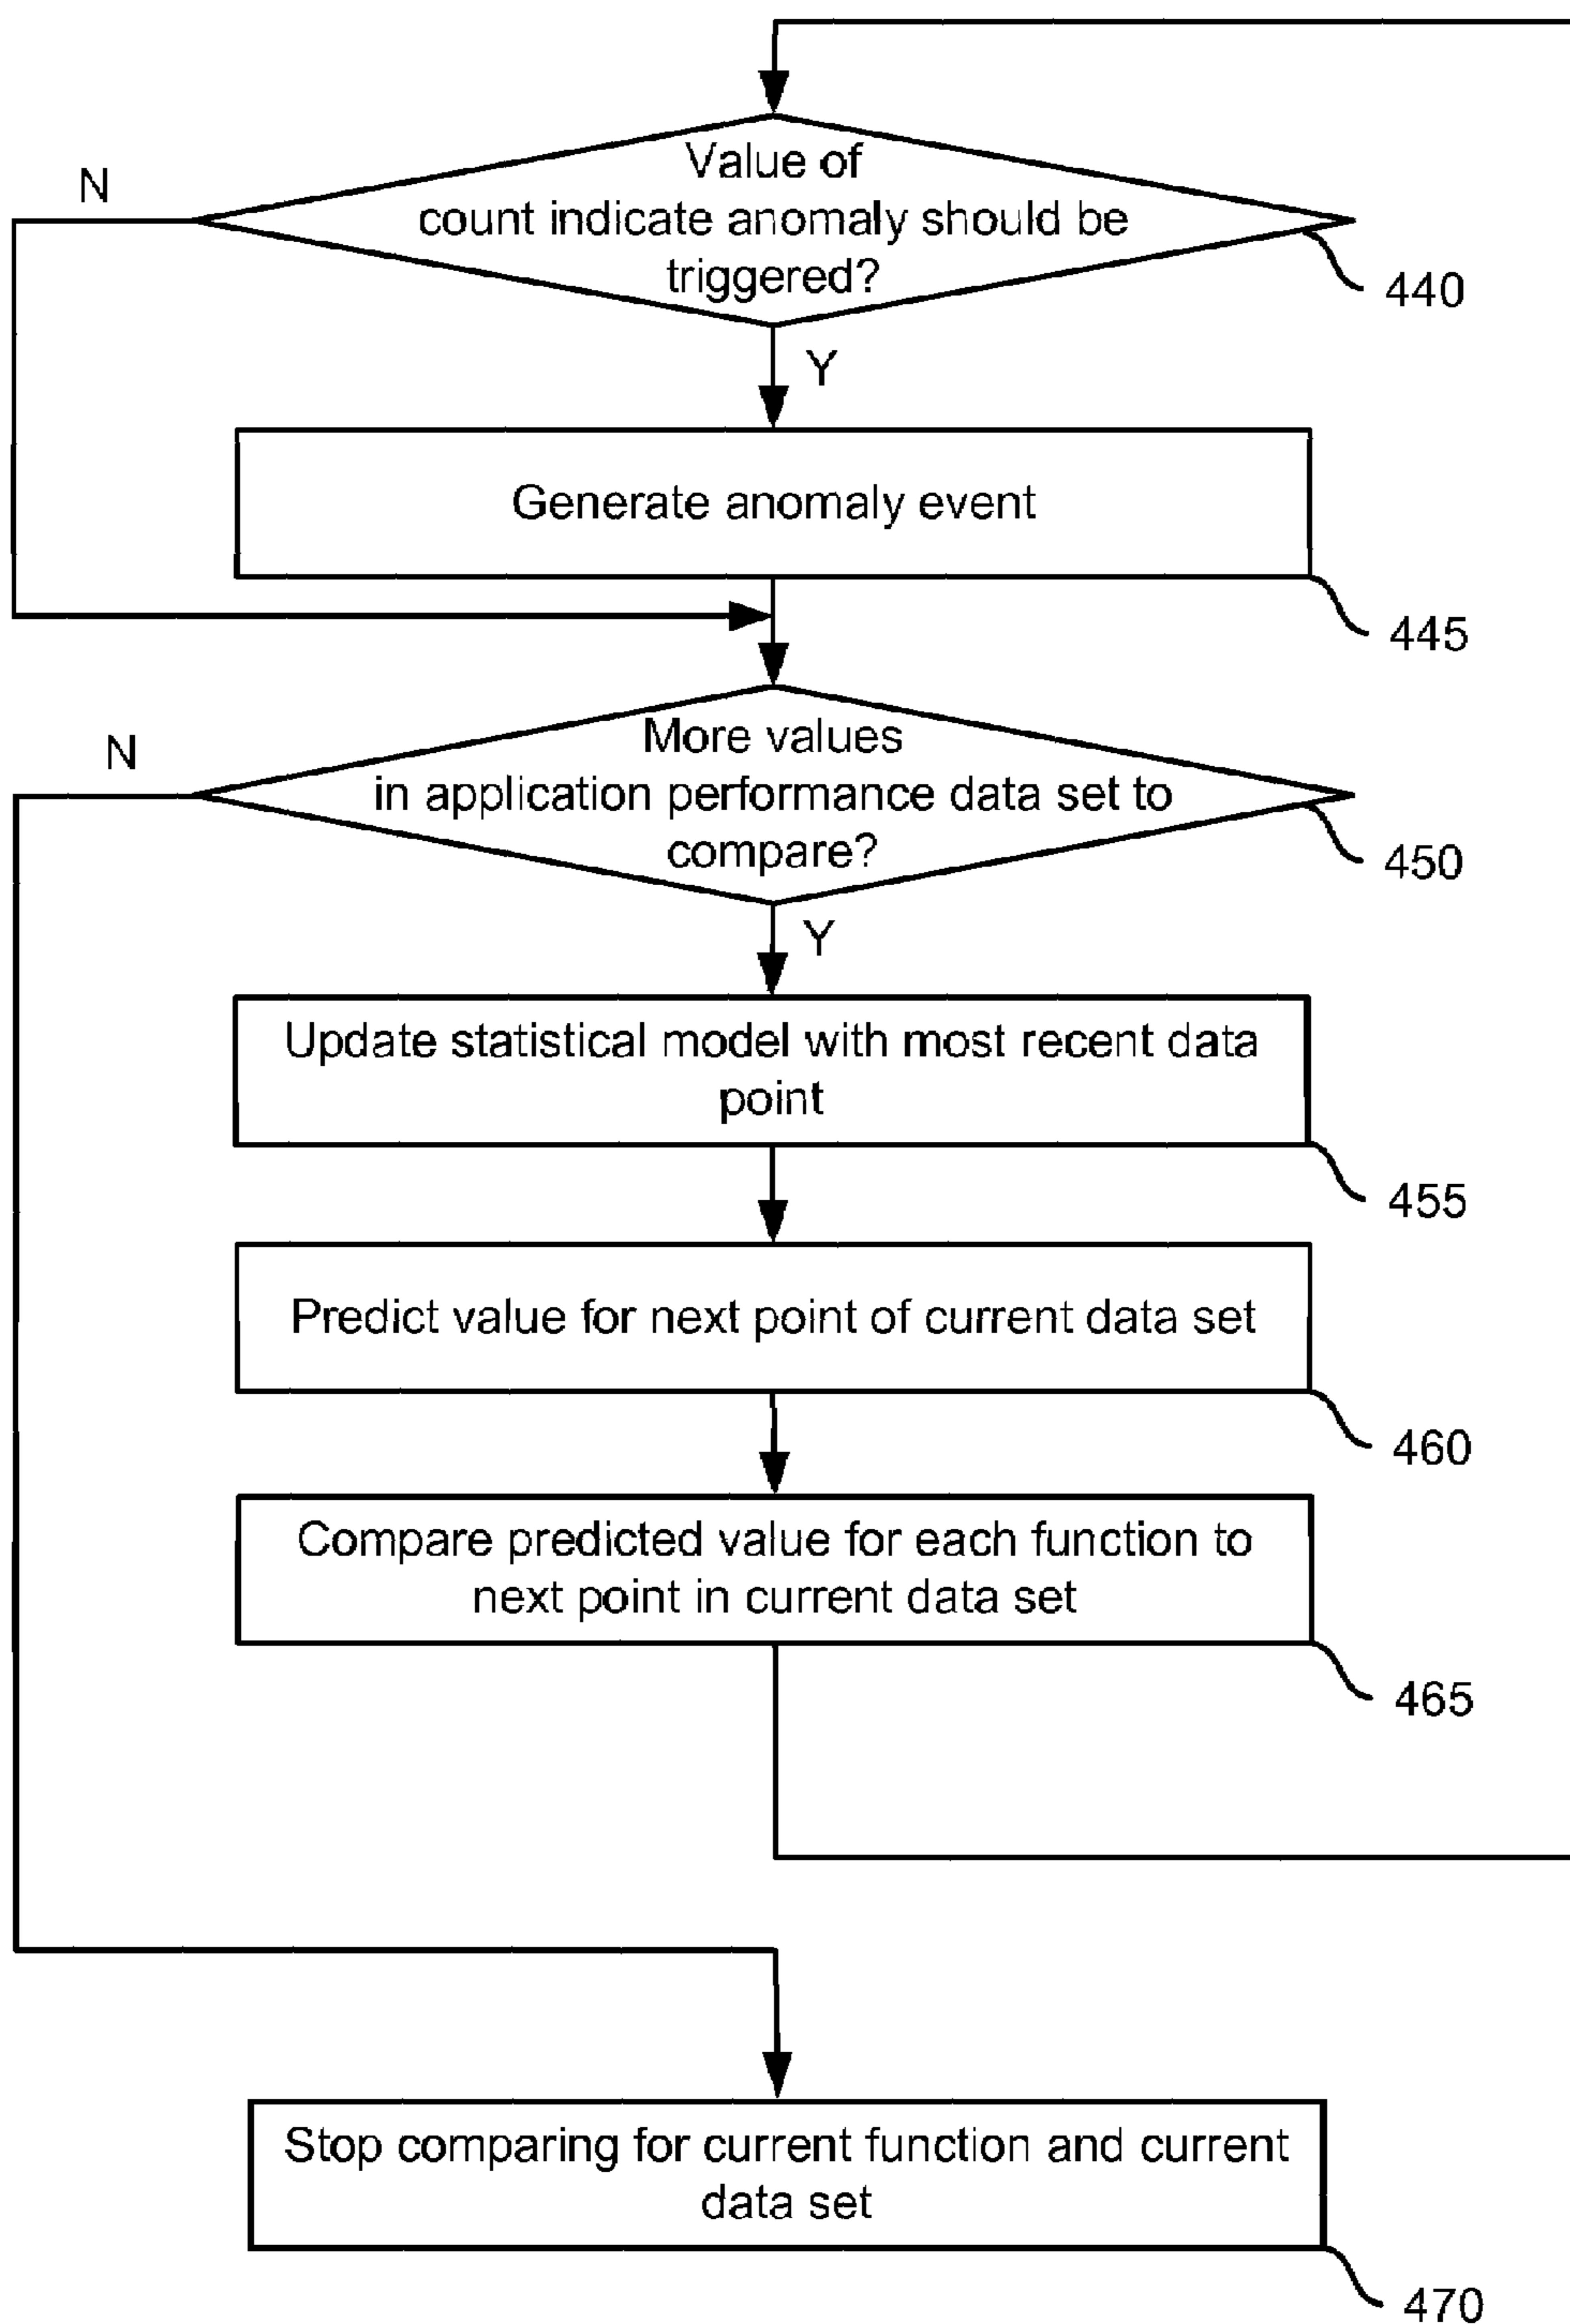 N
Value of
count indicate anomaly should be
triggered?
440
Y
Generate anomaly event
445
N
More values
in application performance data set to
compare?
450
Y
Update statistical model with most recent data
point
455
Predict value for next point of current data set
460
Compare predicted value for each function to
next point in current data set
465
Stop comparing for current function and current
data set
470